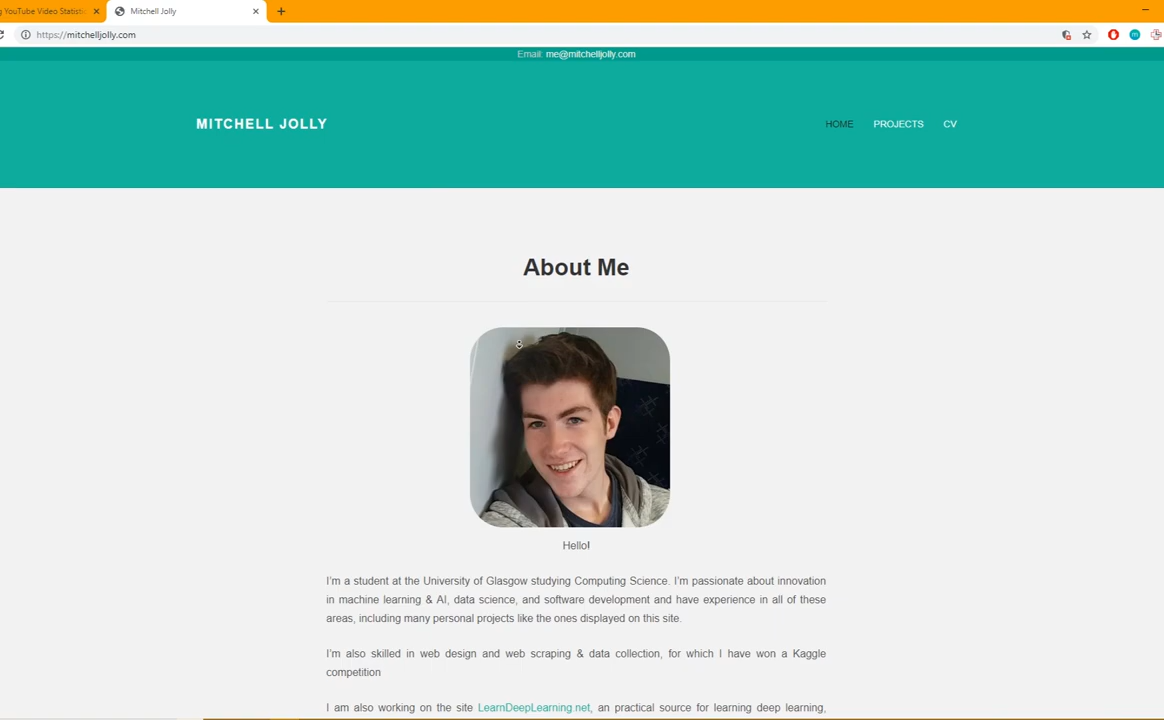 g YouTube Video Statisti
Mitchell Jolly
https://mitchelljolly.com
Email: me@mitchelljolly.com
MITCHELL JOLLY
HOME PROJECTS CV
About Me
Hello!
I'm a student at the University of Glasgow studying Computing Science. I'm passionate about innovation
in machine learning & AI, data science, and software development and have experience in all of these
areas, including many personal projects like the ones displayed on this site.
I'm also skilled in web design and web scraping & data collection, for which I have won a Kaggle
competition
I am also working on the site LearnDeepLearning.net, an practical source for learning deep learning,